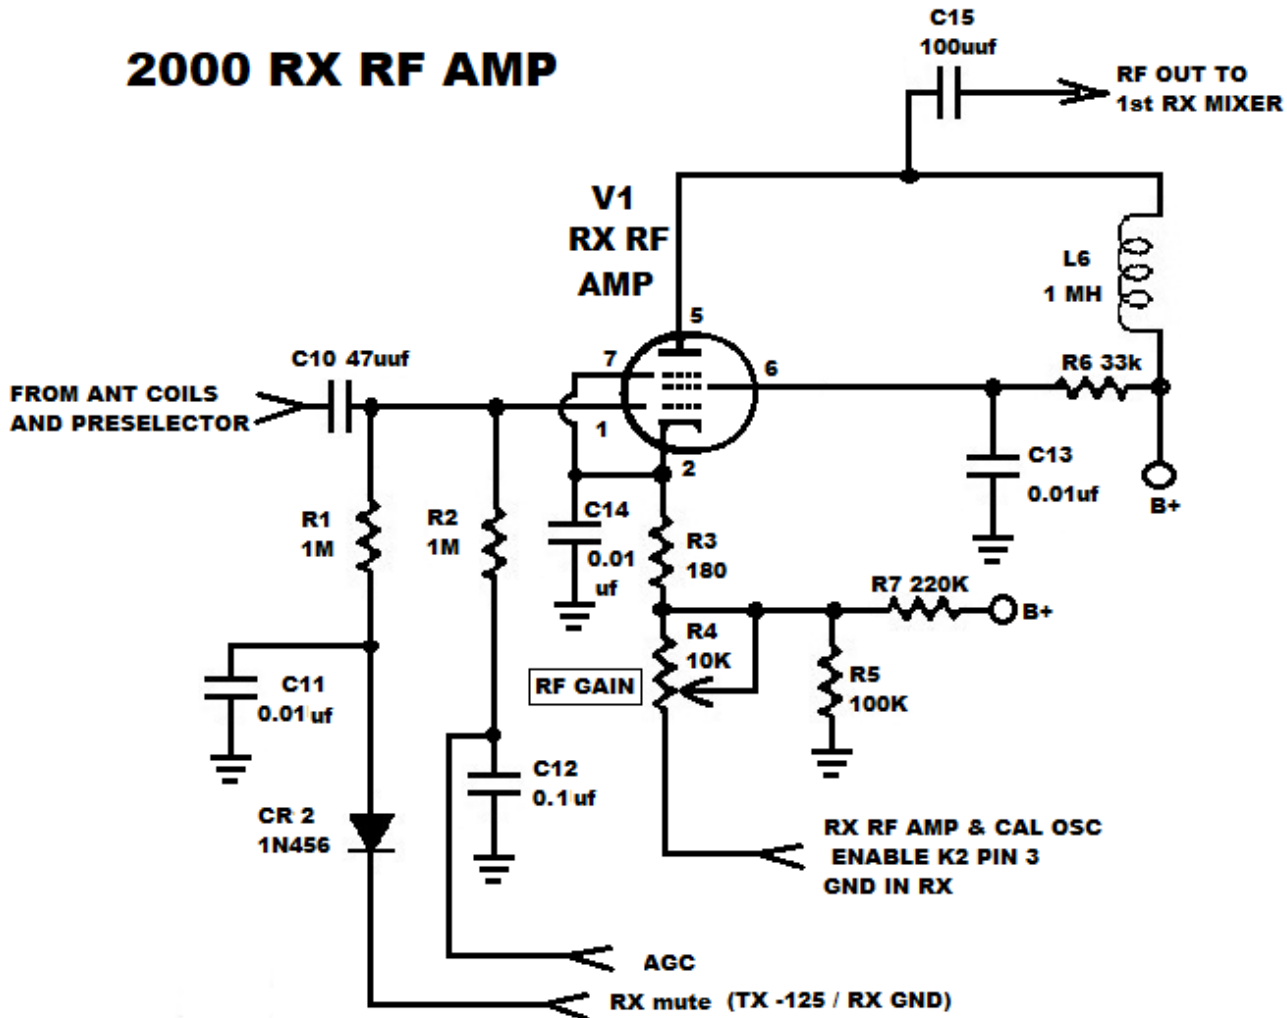 2000 RX RF AMP
C15
100uuf
RF OUT TO
1st RX MIXER
V1
RX RF
AMP
L6
1 MH
5
C10 47uuf
7
6
R6 33k
FROM ANT COILS
AND PRESELECTOR
1
2
C13
0.01uf
B+
R1
1M
R2
1M
C14
0.01
uf
R3
180
R7 220K
B+
R4
10K
RF GAIN
R5
100K
C11
0.01uf
C12
0.1uf
CR 2
1N456
RX RF AMP & CAL OSC
ENABLE K2 PIN 3
GND IN RX
AGC
RX mute (TX -125 / RX GND)